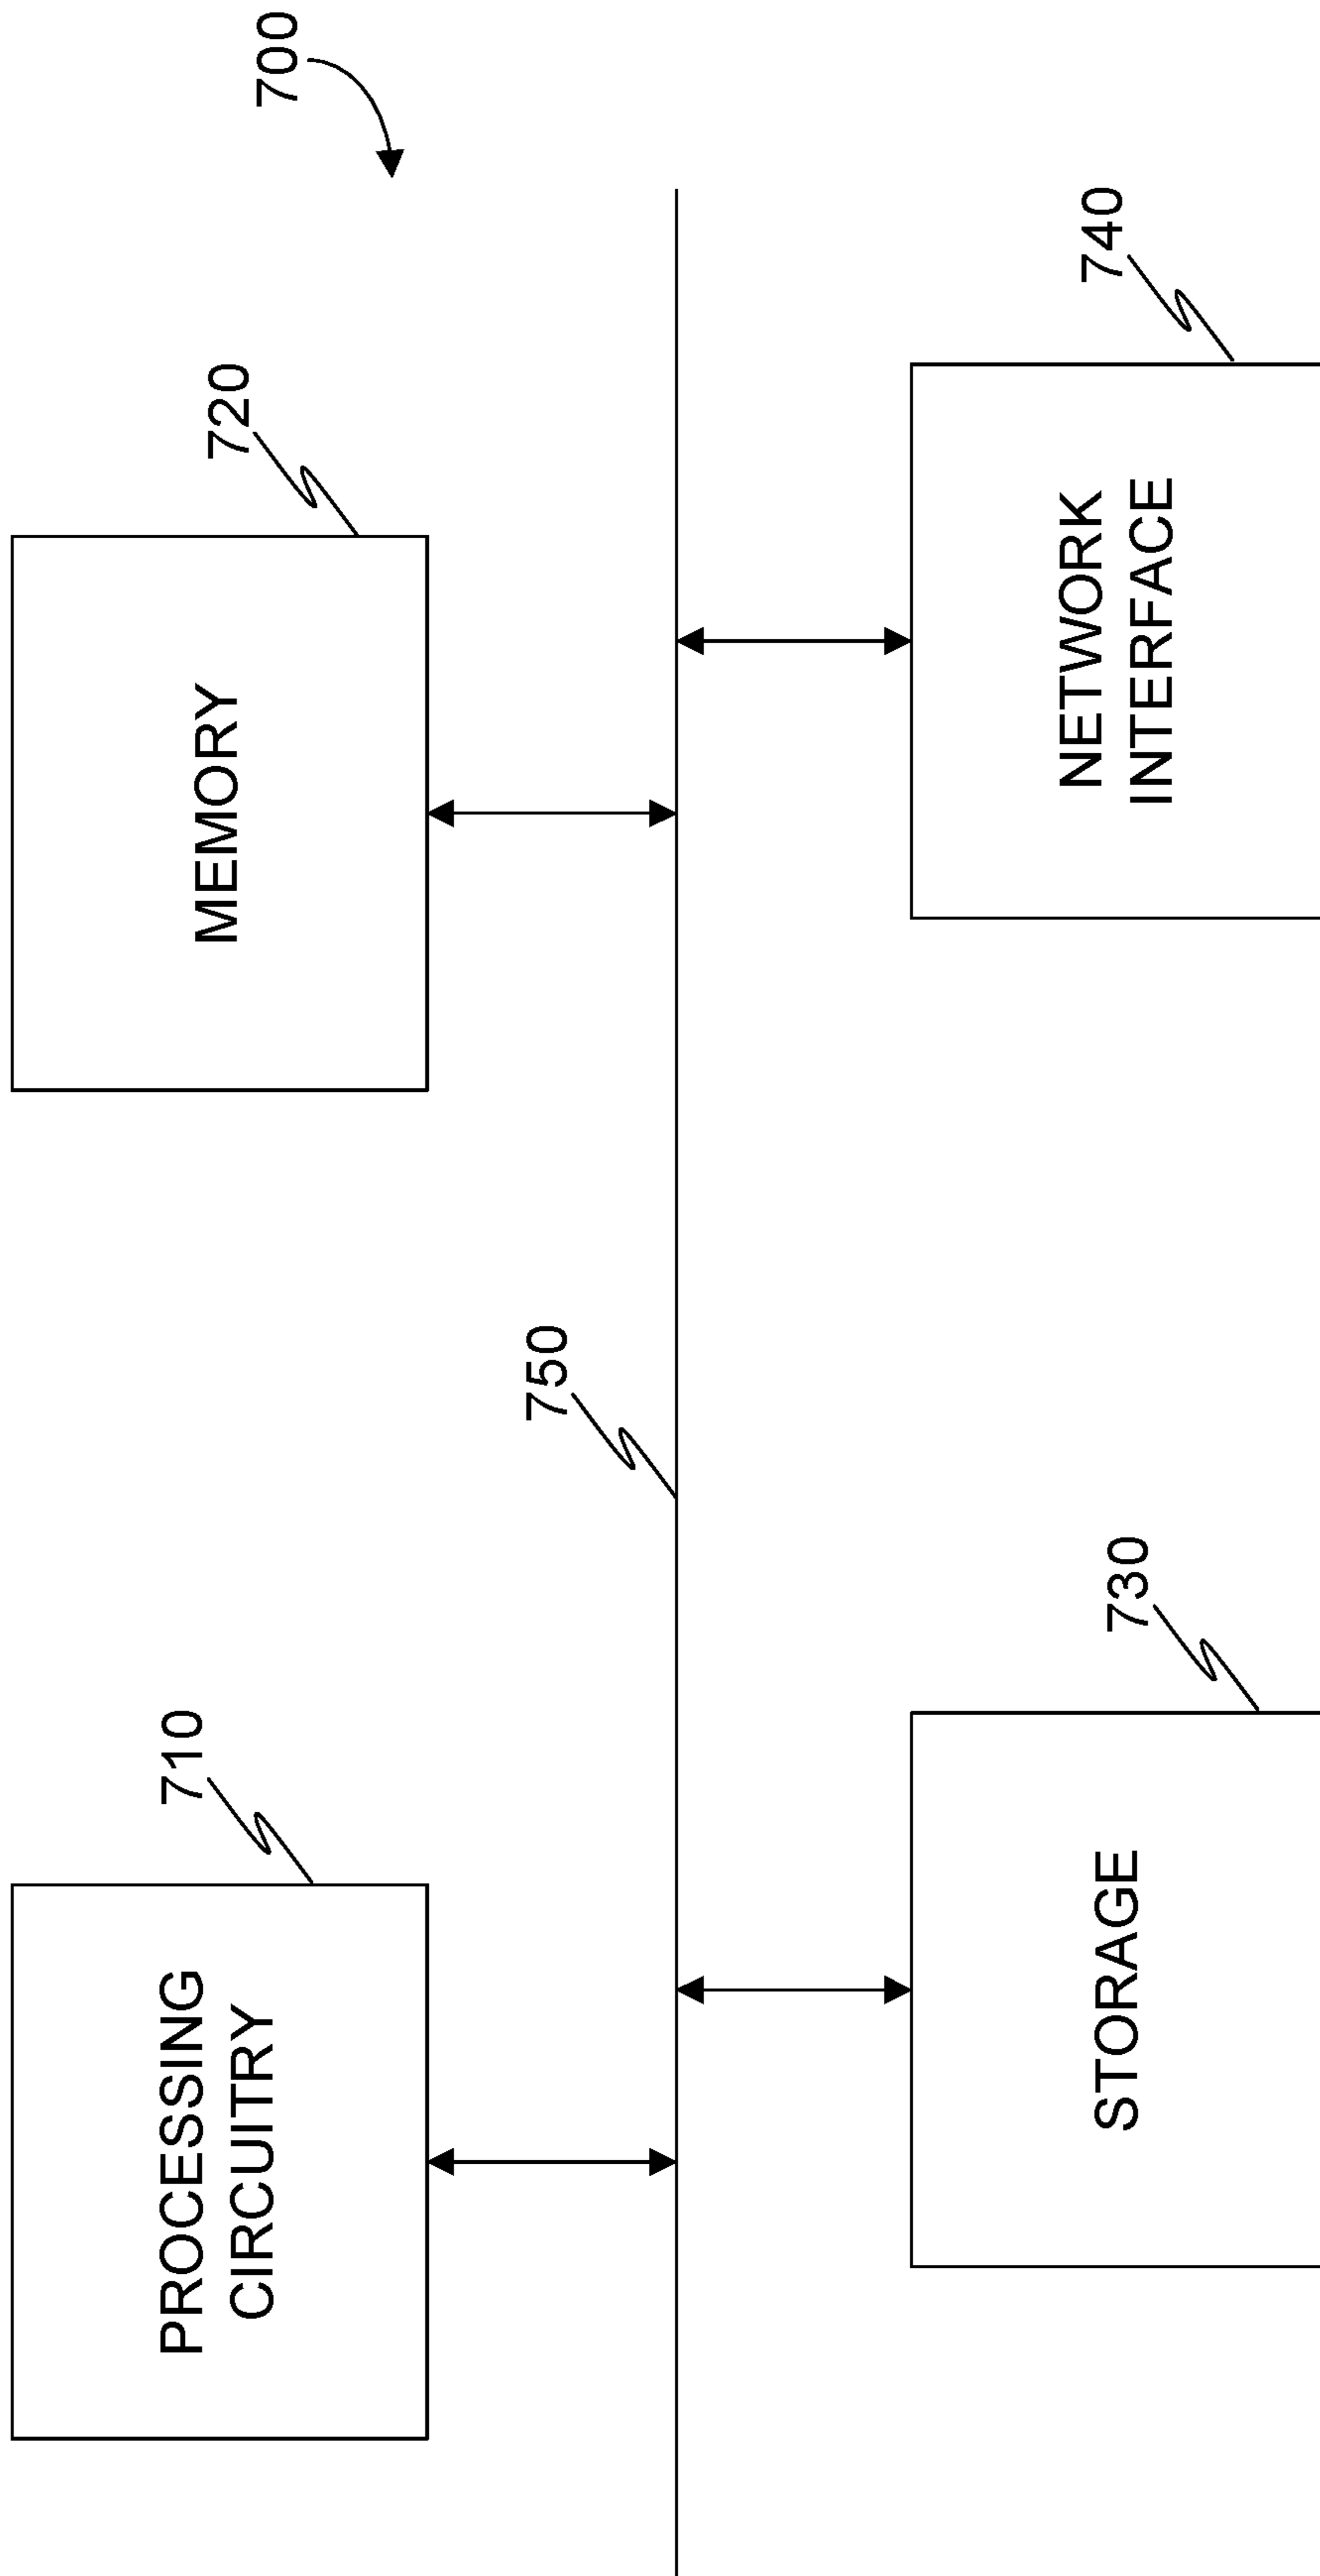 700
PROCESSING
CIRCUITRY
710
MEMORY
720
750
STORAGE
730
NETWORK
INTERFACE
740